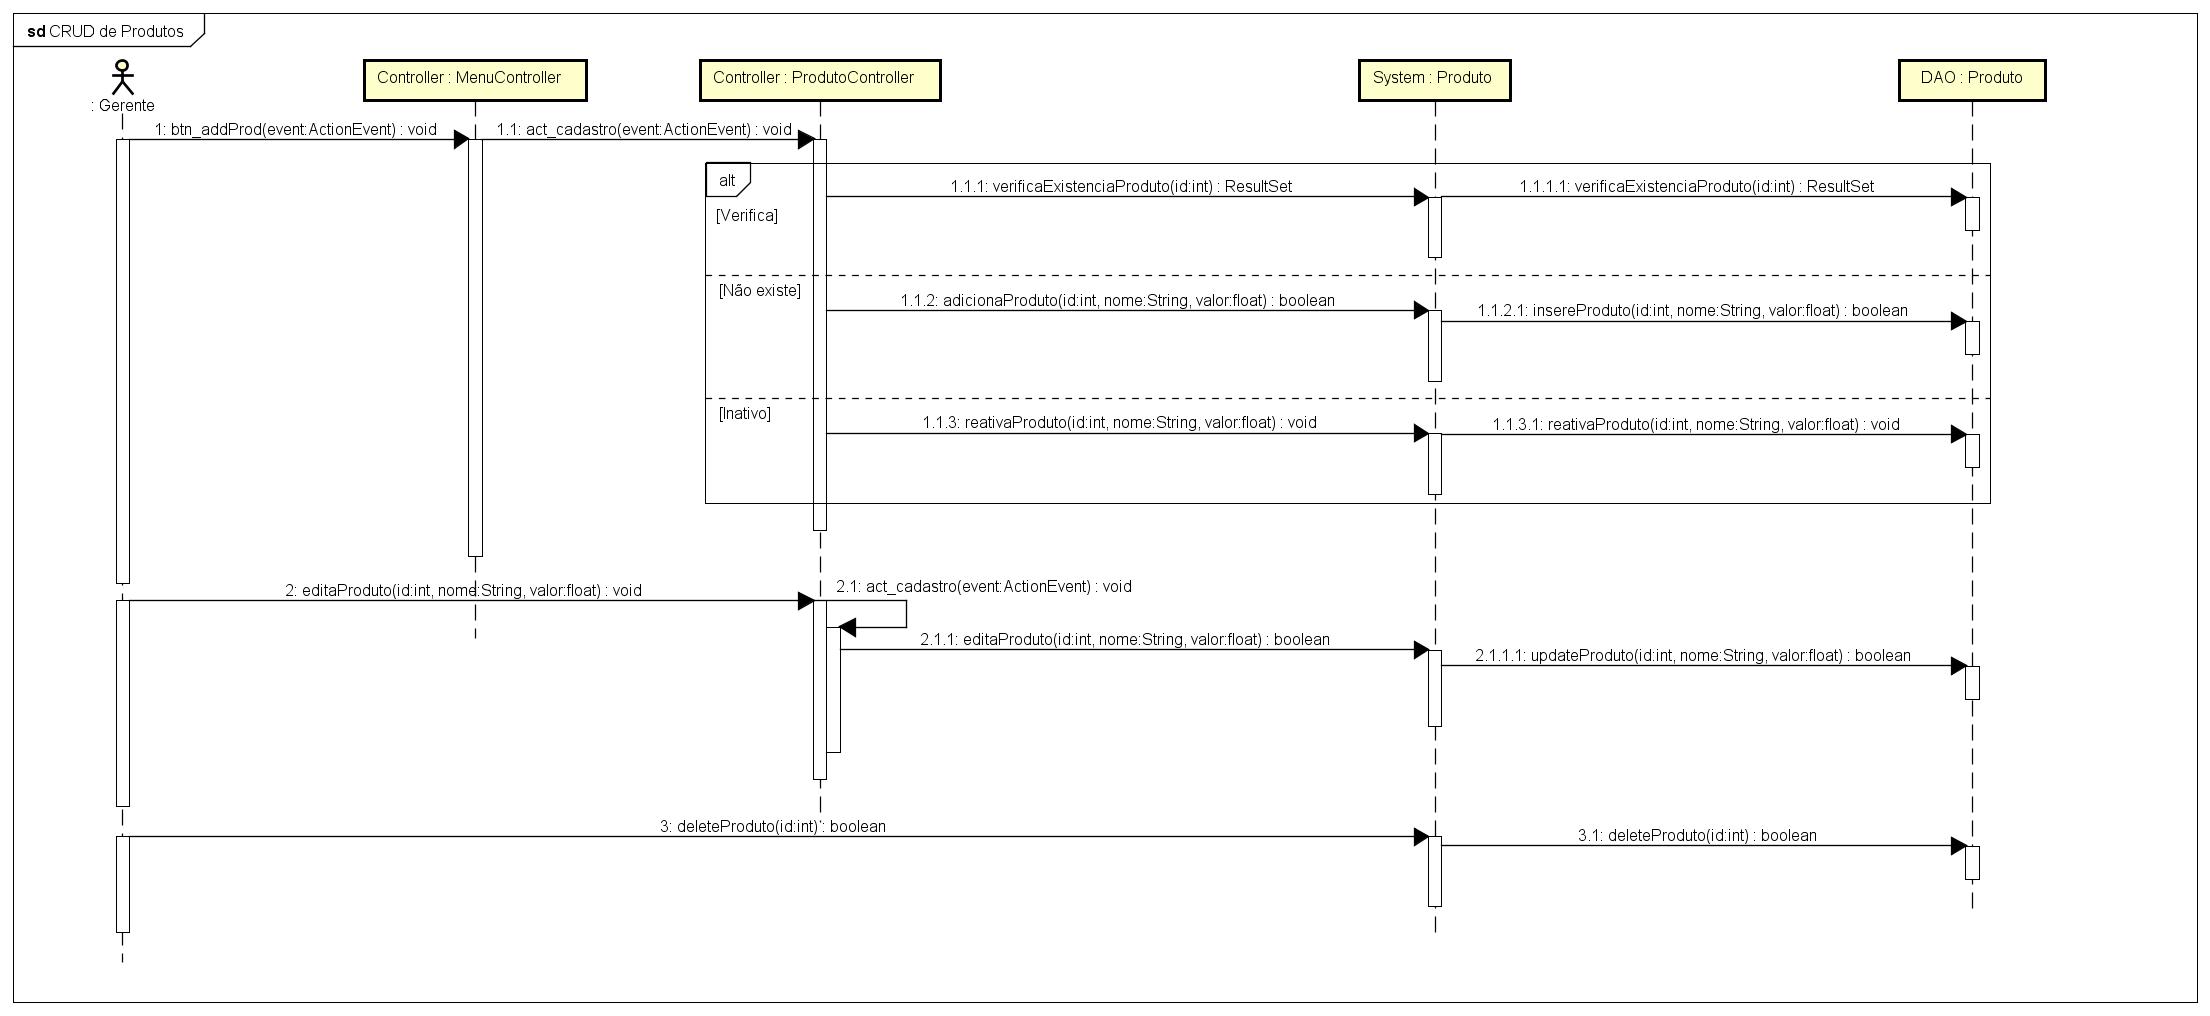 sd CRUD de Produtos
: Gerente
Controller : MenuController
Controller : ProdutoController
System : Produto
DAO : Produto
1: btn_addProd(event:ActionEvent) : void
1.1: act_cadastro(event:ActionEvent) : void
alt
[Verifica]
1.1.1: verificaExistenciaProduto(id:int) : ResultSet
1.1.1.1: verificaExistenciaProduto(id:int) : ResultSet
[Não existe]
1.1.2: adicionaProduto(id:int, nome:String, valor:float) : boolean
1.1.2.1: insereProduto(id:int, nome:String, valor:float) : boolean
[Inativo]
1.1.3: reativaProduto(id:int, nome:String, valor:float) : void
1.1.3.1: reativaProduto(id:int, nome:String, valor:float) : void
2: editaProduto(id:int, nome:String, valor:float) : void
2.1: act_cadastro(event:ActionEvent) : void
2.1.1: editaProduto(id:int, nome:String, valor:float) : boolean
2.1.1.1: updateProduto(id:int, nome:String, valor:float) : boolean
3: deleteProduto(id:int) : boolean
3.1: deleteProduto(id:int) : boolean